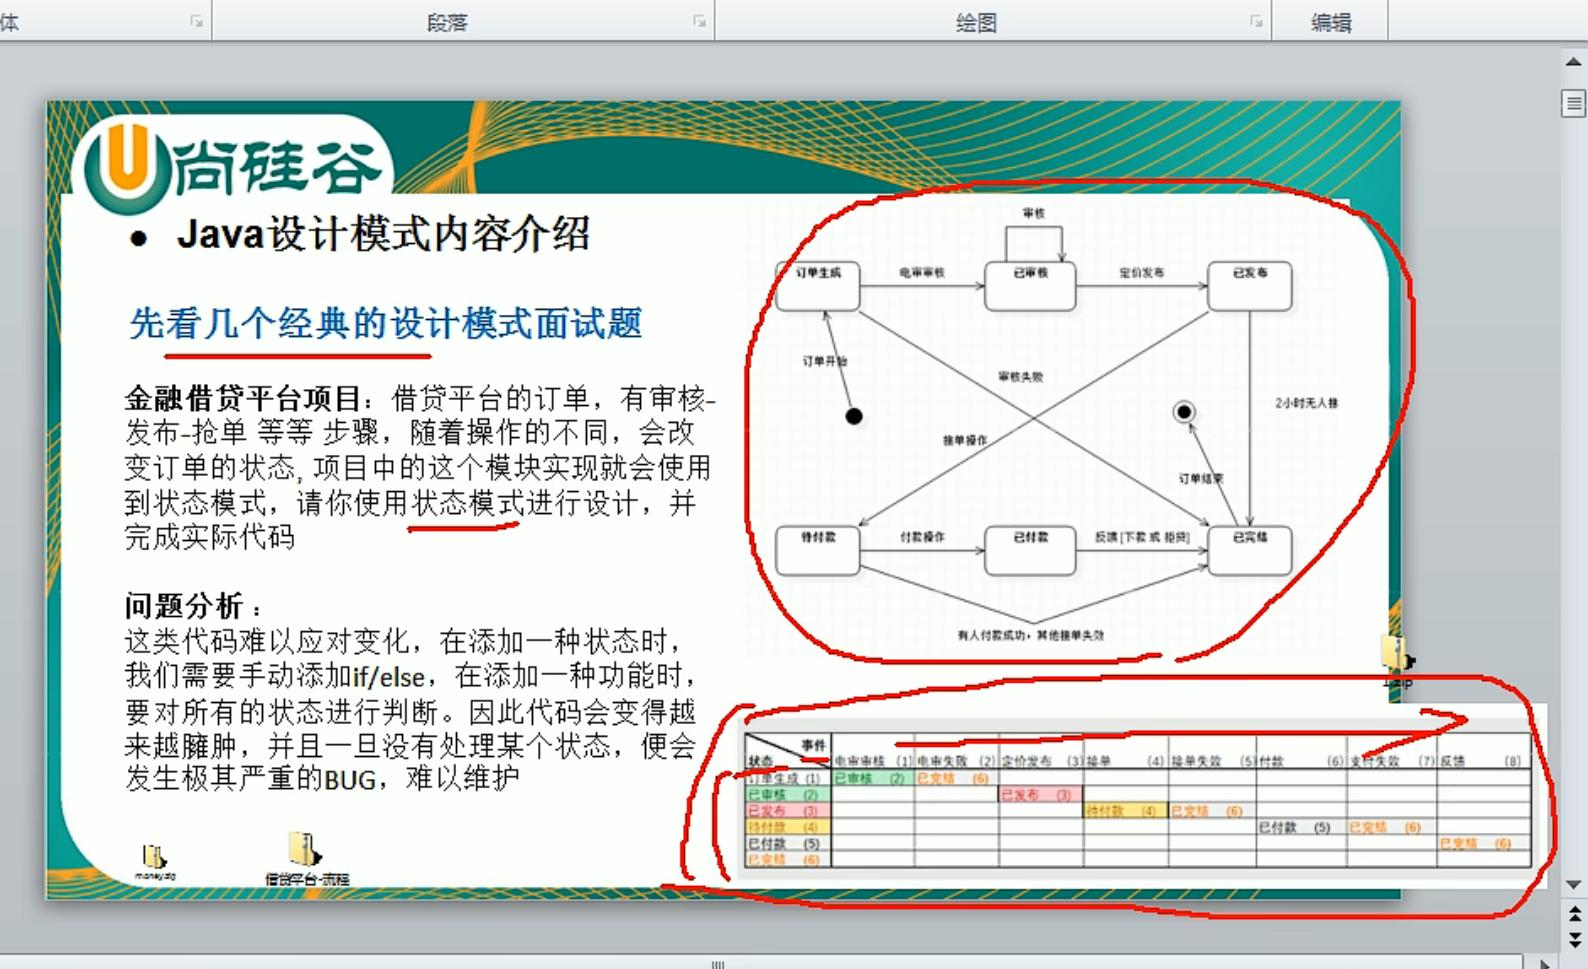 体
段落
绘图
编辑
尚硅谷
● Java设计模式内容介绍
先看几个经典的设计模式面试题
金融借贷平台项目：借贷平台的订单，有审核-
发布-抢单 等等 步骤，随着操作的不同，会改
变订单的状态, 项目中的这个模块实现就会使用
到状态模式，请你使用状态模式进行设计，并
完成实际代码
问题分析：
这类代码难以应对变化，在添加一种状态时，
我们需要手动添加if/else，在添加一种功能时，
要对所有的状态进行判断。因此代码会变得越
来越臃肿，并且一旦没有处理某个状态，便会
发生极其严重的BUG，难以维护
money.zip
借贷平台-流程
审核
订单生成
电审审核
已审核
定价发布
已发布
订单开始
审核失败
2小时无人接
接单操作
订单结束
待付款
付款操作
已付款
反馈[下款 或 拒贷]
已完结
有人付款成功，其他接单失效
事件
状态
电审审核 (1) 电审失败 (2) 定价发布 (3) 接单 (4) 接单失效 (5) 付款 (6) 支付失效 (7) 反馈 (8)
订单生成 (1) 已审核 (2) 已完结 (6)
已审核 (2) 已发布 (3)
已发布 (3) 待付款 (4) 已完结 (6)
待付款 (4) 已付款 (5) 已完结 (6)
已付款 (5) 已完结 (6)
已完结 (6)